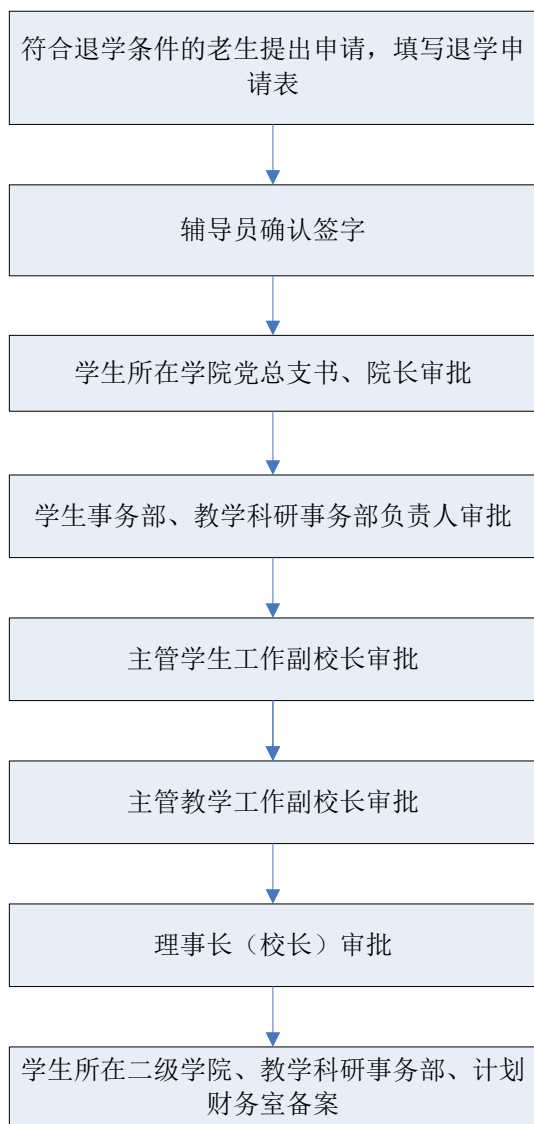 符合退学条件的老生提出申请，填写退学申
请表
辅导员确认签字
学生所在学院党总支书、院长审批
学生事务部、教学科研事务部负责人审批
主管学生工作副校长审批
主管教学工作副校长审批
理事长（校长）审批
学生所在二级学院、教学科研事务部、计划
财务室备案